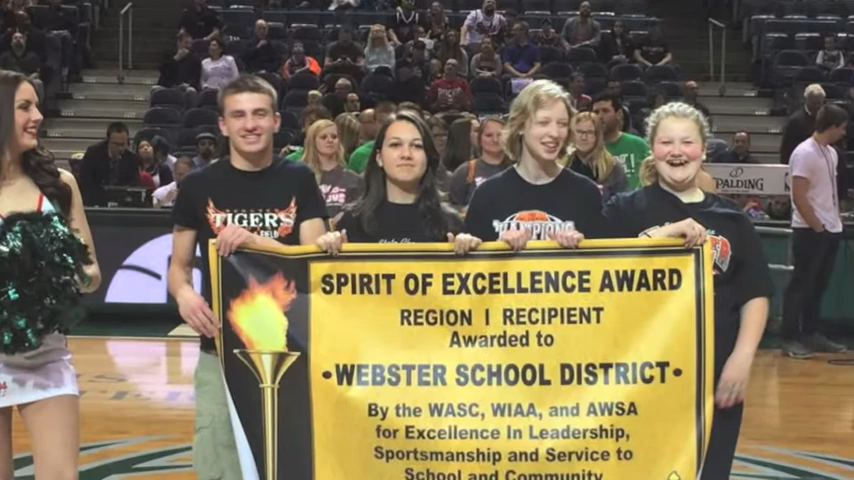 SPALDING
TIGERS
FIELD
CHAMPIONS
SPIRIT OF EXCELLENCE AWARD
REGION I RECIPIENT
Awarded to
•WEBSTER SCHOOL DISTRICT•
By the WASC, WIAA, and AWSA
for Excellence In Leadership,
Sportsmanship and Service to
School and Community